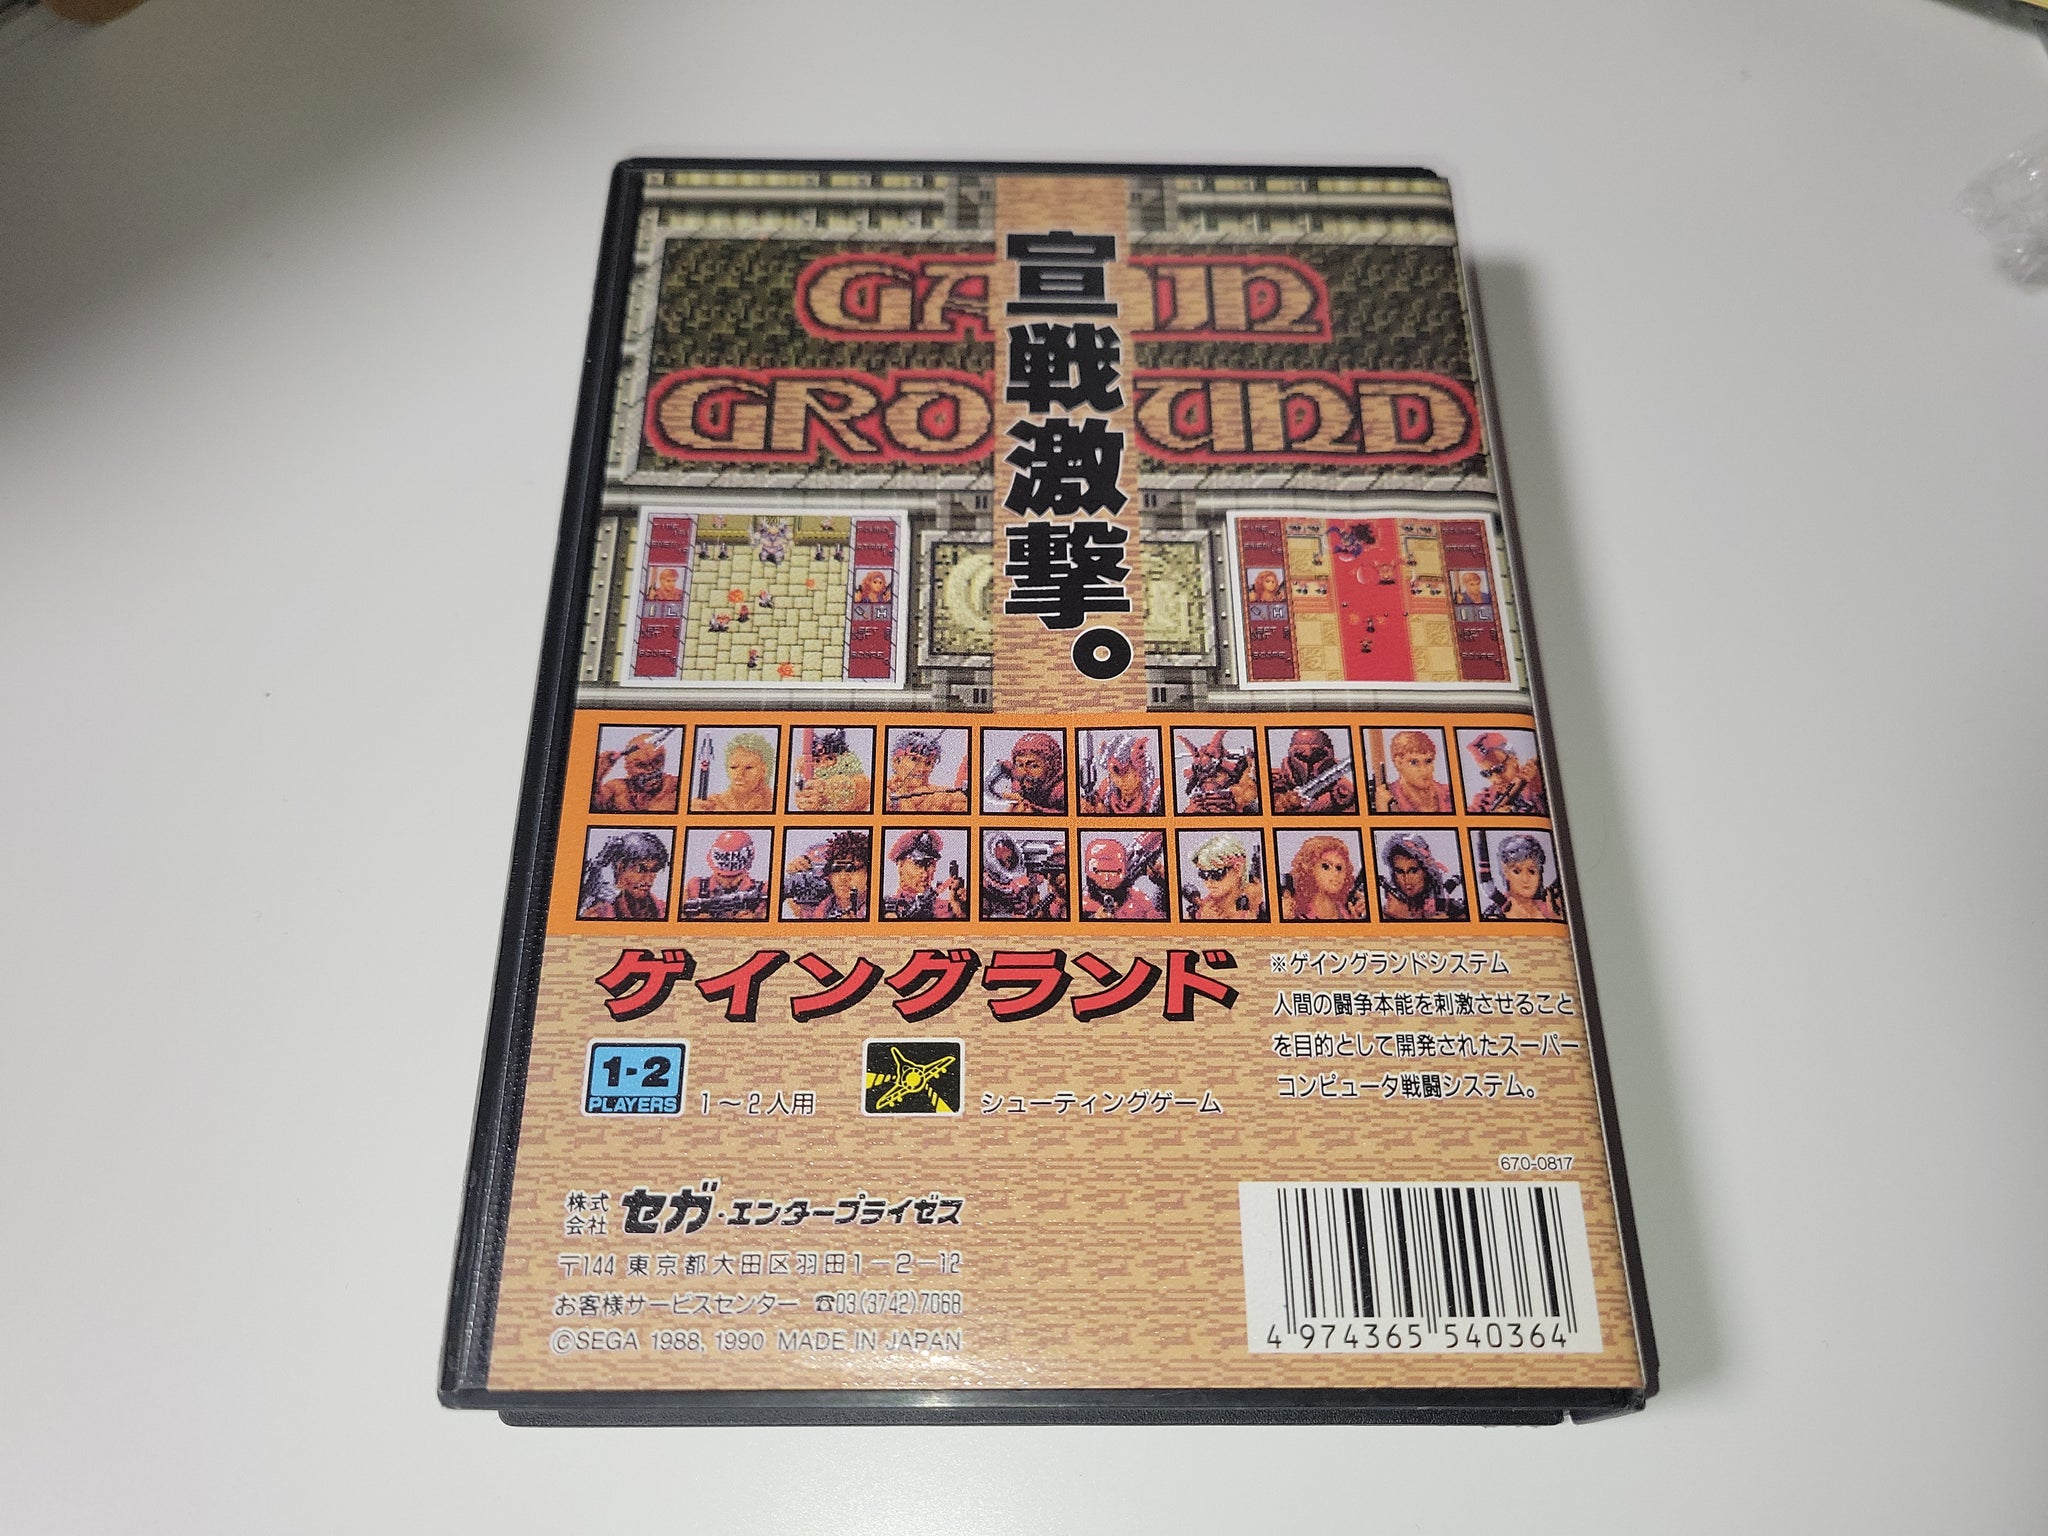 GAIN
GROUND
宣戦激撃。
ゲイングランド
※ゲイングランドシステム
人間の闘争本能を刺激させること
を目的として開発されたスーパー
コンピュータ戦闘システム。
1-2
PLAYERS
1～2人用
シューティングゲーム
670-0817
株式
会社
セガ・エンタープライゼス
〒144 東京都大田区羽田1-2-12
お客様サービスセンター ☎03(3742)7068
©SEGA 1988, 1990 MADE IN JAPAN
4 974365 540364